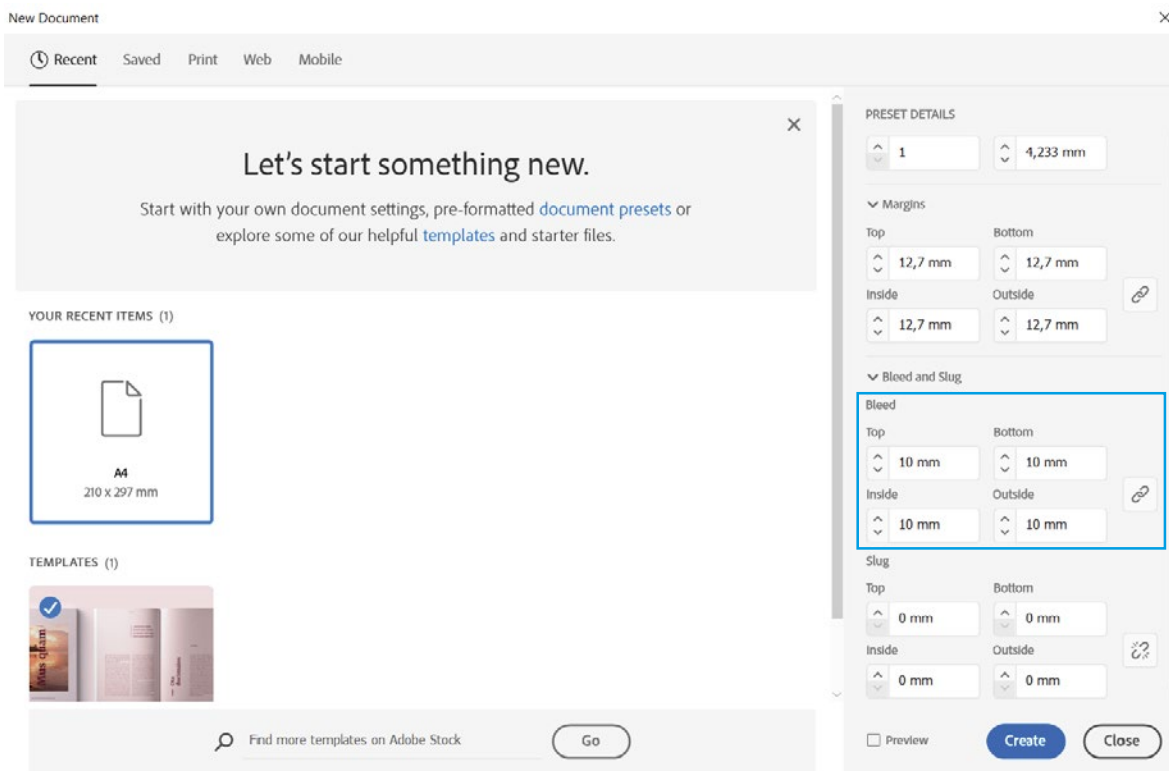 New Document
Recent Saved Print Web Mobile
Let's start something new.
Start with your own document settings, pre-formatted document presets or
explore some of our helpful templates and starter files.
YOUR RECENT ITEMS (1)
A4
210 x 297 mm
TEMPLATES (1)
Mus quam
Find more templates on Adobe Stock
Go
PRESET DETAILS
1 4,233 mm
Margins
Top Bottom
12,7 mm 12,7 mm
Inside Outside
12,7 mm 12,7 mm
Bleed and Slug
Bleed
Top Bottom
10 mm 10 mm
Inside Outside
10 mm 10 mm
Slug
Top Bottom
0 mm 0 mm
Inside Outside
0 mm 0 mm
Preview Create Close